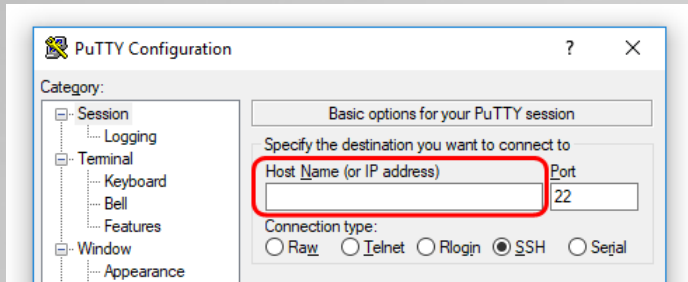 PuTTY Configuration
? ×
Category:
Session
Logging
Terminal
Keyboard
Bell
Features
Window
Appearance
Basic options for your PuTTY session
Specify the destination you want to connect to
Host Name (or IP address) Port
22
Connection type:
Raw Telnet Rlogin SSH Serial